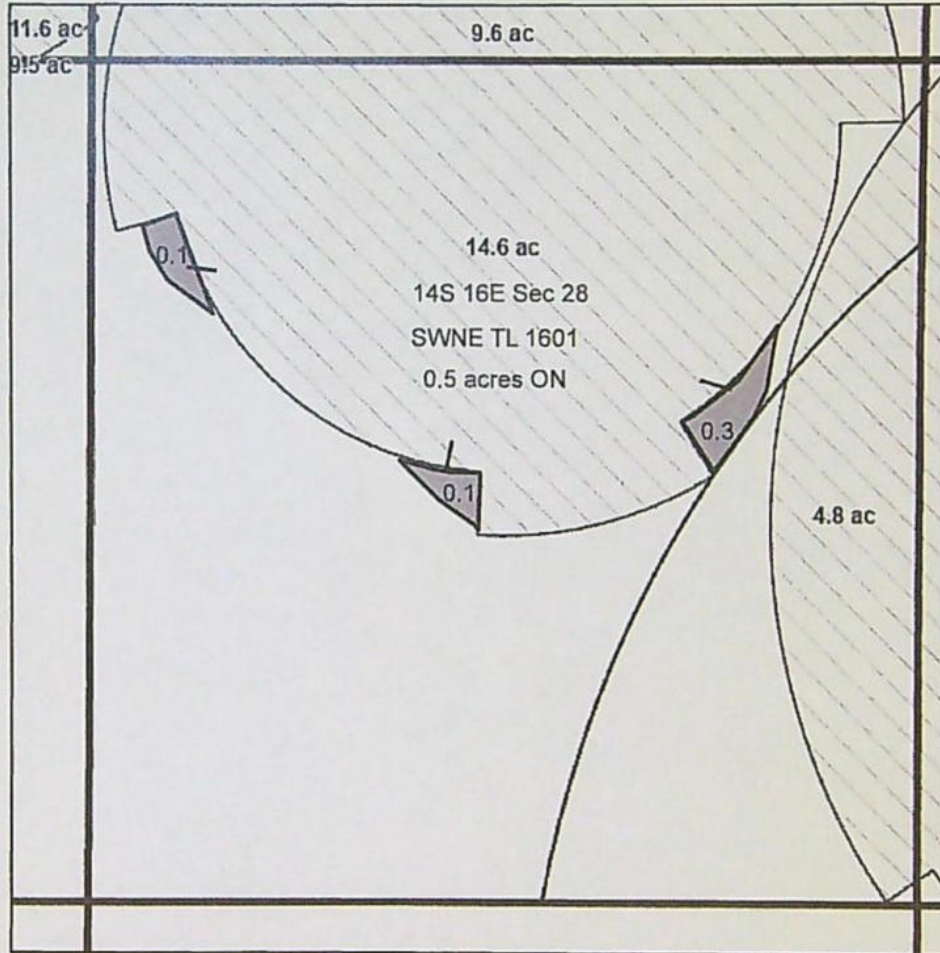 11.6 ac
9.6 ac
9.5 ac
0.1
14.6 ac
14S 16E Sec 28
SWNE TL 1601
0.5 acres ON
0.3
0.1
4.8 ac